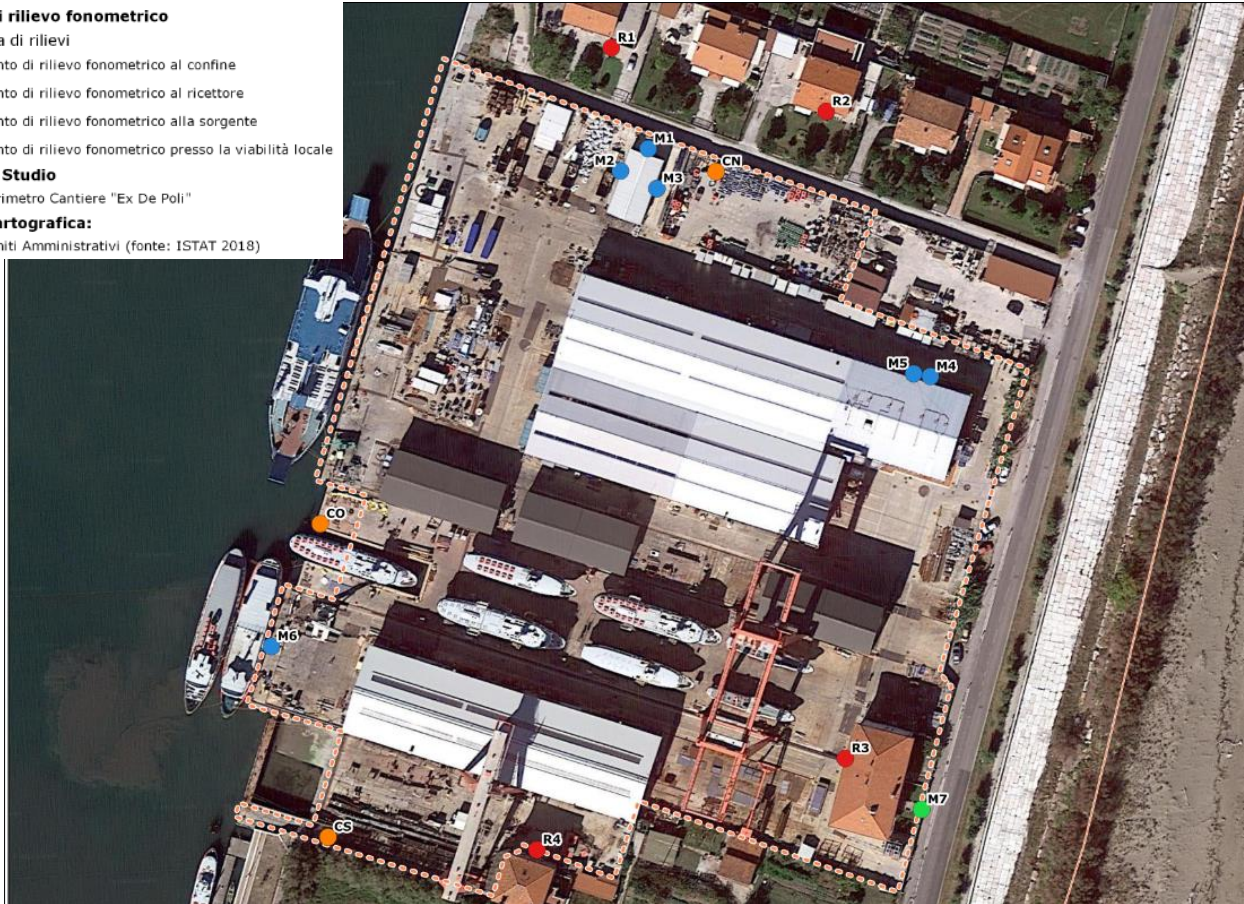 i rilievo fonometrico
a di rilievi
nto di rilievo fonometrico al confine
nto di rilievo fonometrico al ricettore
nto di rilievo fonometrico alla sorgente
nto di rilievo fonometrico presso la viabilità locale
Studio
rimetro Cantiere "Ex De Poli"
artografica:
niti Amministrativi (fonte: ISTAT 2018)
R1
R2
M1
M2
CN
M3
M5
M4
CO
M6
R3
M7
CS
R4